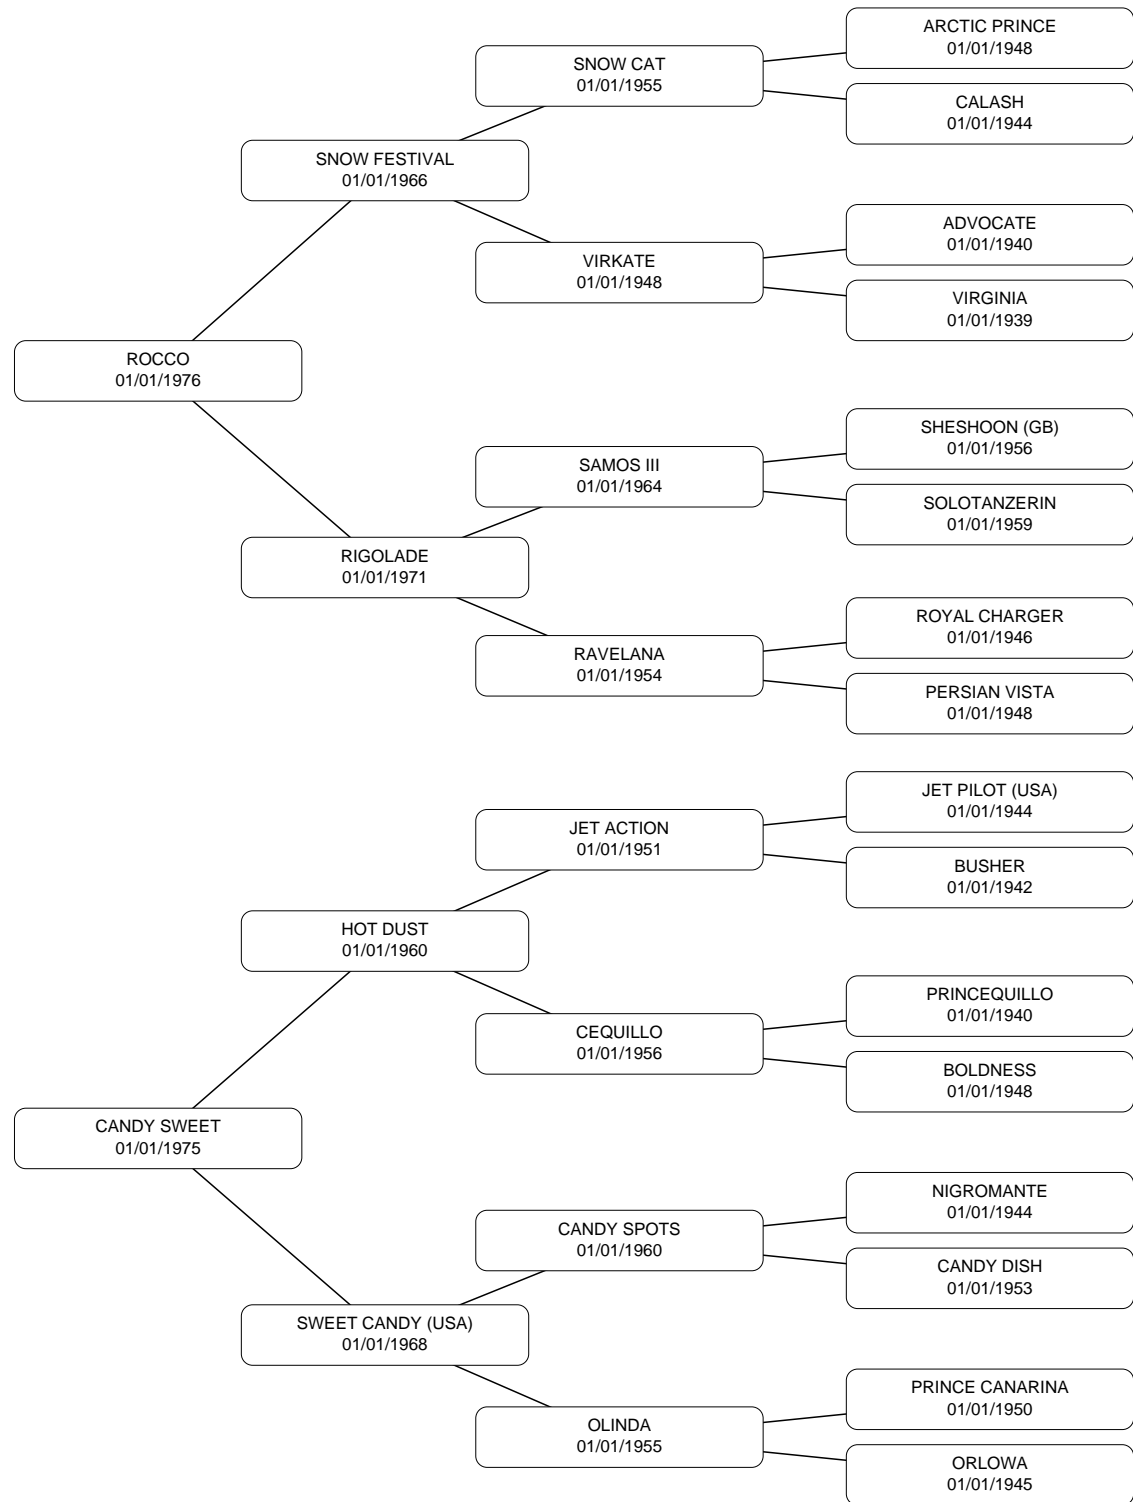 ARCTIC PRINCE
01/01/1948
SNOW CAT
01/01/1955
CALASH
01/01/1944
SNOW FESTIVAL
01/01/1966
ADVOCATE
01/01/1940
VIRKATE
01/01/1948
VIRGINIA
01/01/1939
ROCCO
01/01/1976
SHESHOON (GB)
01/01/1956
SAMOS III
01/01/1964
SOLOTANZERIN
01/01/1959
RIGOLADE
01/01/1971
ROYAL CHARGER
01/01/1946
RAVELANA
01/01/1954
PERSIAN VISTA
01/01/1948
JET PILOT (USA)
01/01/1944
JET ACTION
01/01/1951
BUSHER
01/01/1942
HOT DUST
01/01/1960
PRINCEQUILLO
01/01/1940
CEQUILLO
01/01/1956
BOLDNESS
01/01/1948
CANDY SWEET
01/01/1975
NIGROMANTE
01/01/1944
CANDY SPOTS
01/01/1960
CANDY DISH
01/01/1953
SWEET CANDY (USA)
01/01/1968
PRINCE CANARINA
01/01/1950
OLINDA
01/01/1955
ORLOWA
01/01/1945